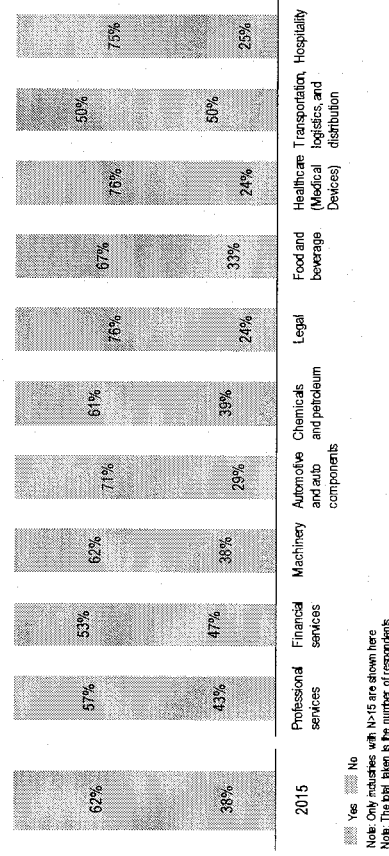 62% 57% 53% 62% 71% 61% 76% 67% 76% 50% 75%
38% 43% 47% 38% 29% 39% 24% 33% 24% 50% 25%
2015
Professional
services
Financial
services
Machinery
Automotive
and auto
components
Chemicals
and petroleum
Legal
Food and
beverage
Healthcare
(Medical
Devices)
Transportation,
logistics, and
distribution
Hospitality
Yes No
Note: Only industries with N>15 are shown here
Note: The total taken is the number of respondents